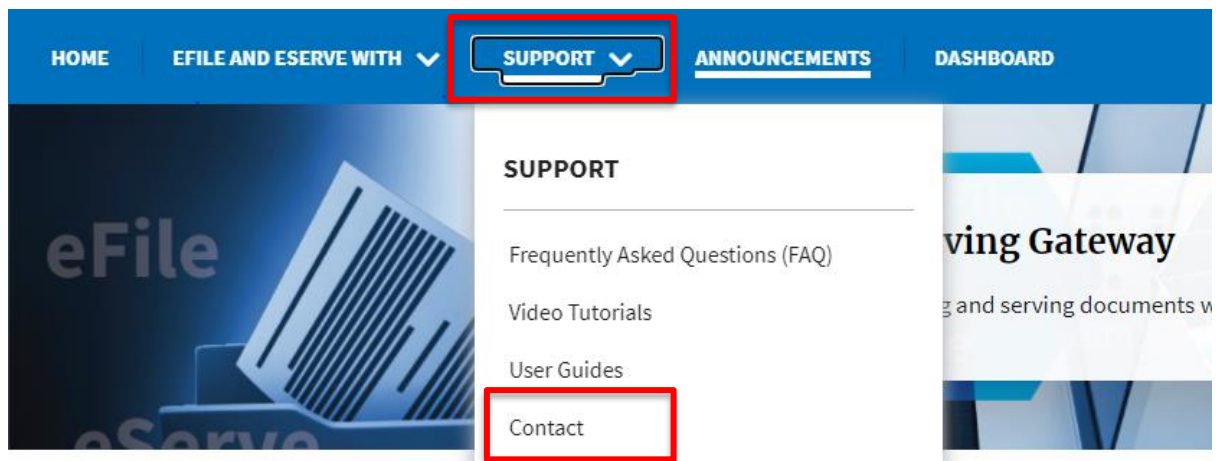 HOME
EFILE AND ESERVE WITH
SUPPORT
ANNOUNCEMENTS
DASHBOARD
SUPPORT
Frequently Asked Questions (FAQ)
Video Tutorials
User Guides
Contact
eFile
eServe
ving Gateway
and serving documents